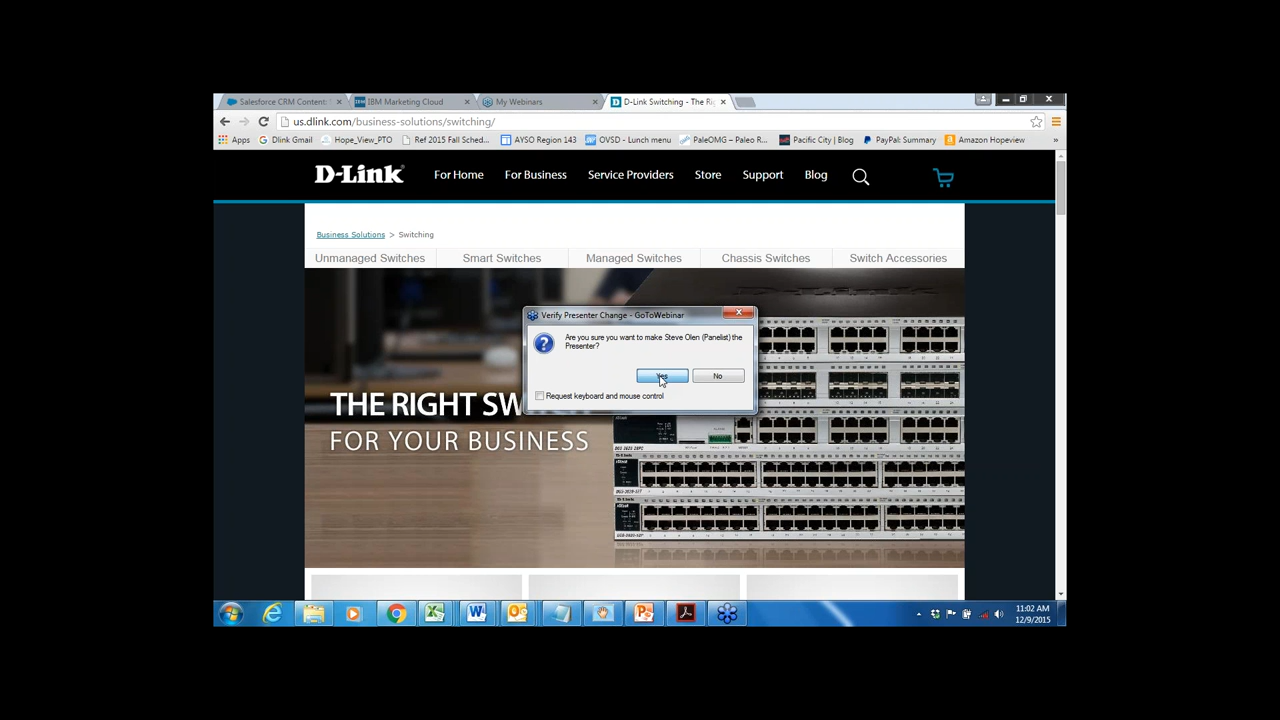 Salesforce CRM Content:
IBM Marketing Cloud
My Webinars
D-Link Switching - The Ri
us.dlink.com/business-solutions/switching/
Apps
Dlink Gmail
Hope_View_PTO
Ref 2015 Fall Sched...
AYSO Region 143
OVSD - Lunch menu
PaleOMG – Paleo R...
Pacific City | Blog
PayPal: Summary
Amazon Hopeview
»
D-Link
For Home
For Business
Service Providers
Store
Support
Blog
Business Solutions > Switching
Unmanaged Switches
Smart Switches
Managed Switches
Chassis Switches
Switch Accessories
Verify Presenter Change - GoToWebinar
Are you sure you want to make Steve Olen (Panelist) the
Presenter?
Yes
No
Request keyboard and mouse control
THE RIGHT SW
FOR YOUR BUSINESS
11:02 AM
12/9/2015